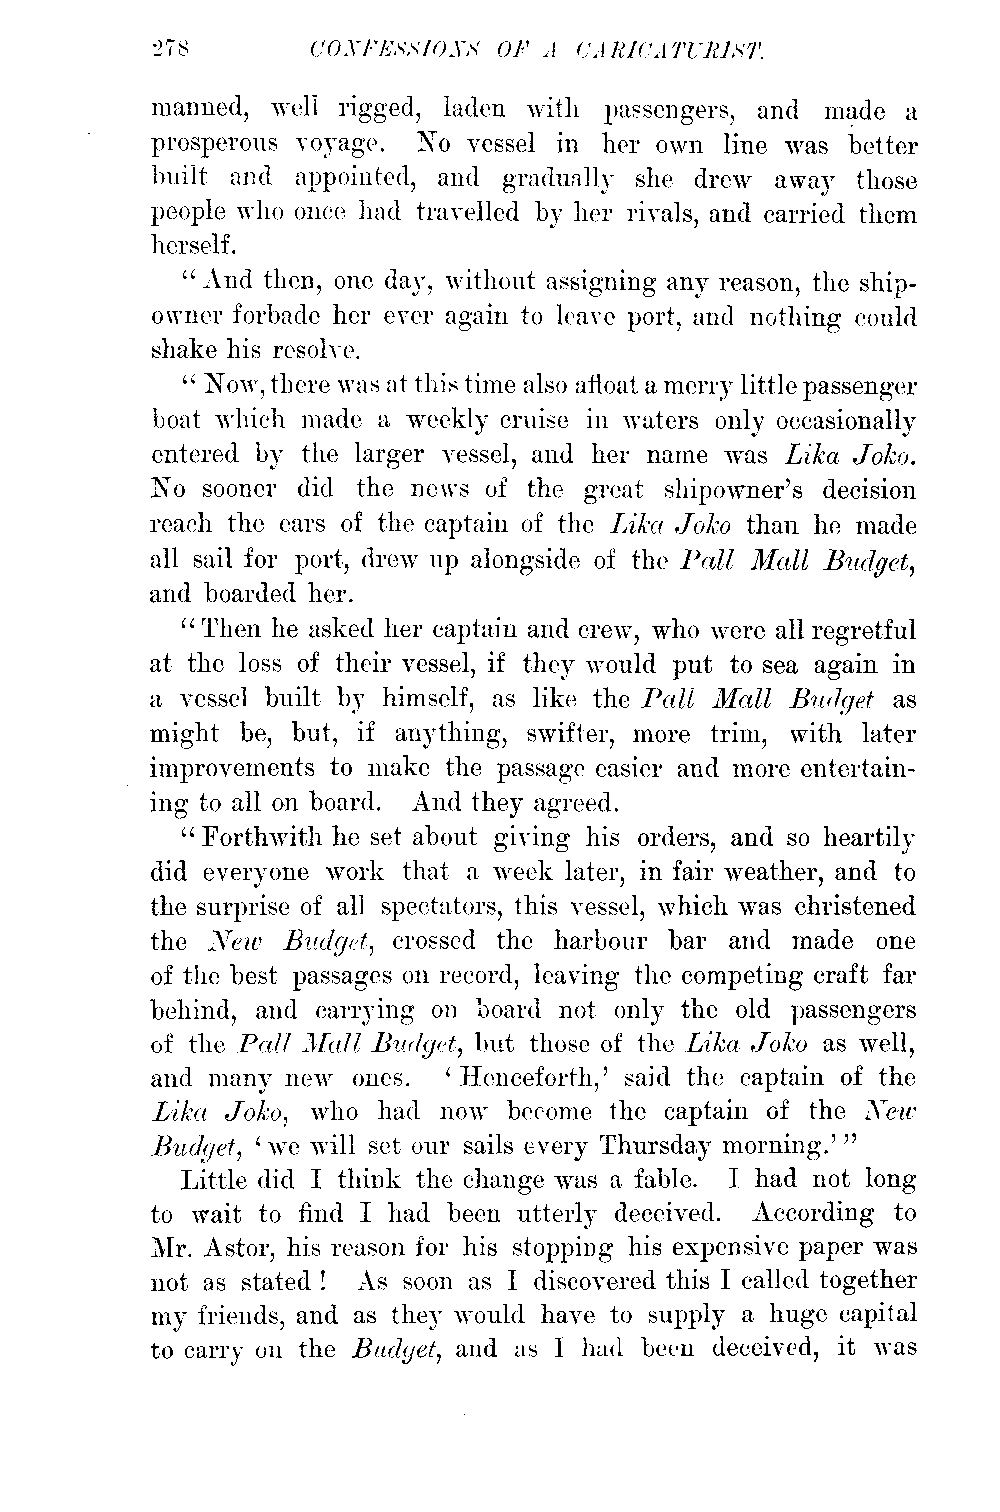 278 CONFESSIONS OF A CARICATURIST.
manned, well rigged, laden with passengers, and made a
prosperous voyage. No vessel in her own line was better
built and appointed, and gradually she drew away those
people who once had travelled by her rivals, and carried them
herself.
“And then, one day, without assigning any reason, the ship-
owner forbade her ever again to leave port, and nothing could
shake his resolve.
“Now, there was at this time also afloat a merry little passenger
boat which made a weekly cruise in waters only occasionally
entered by the larger vessel, and her name was Lika Joko.
No sooner did the news of the great shipowner's decision
reach the ears of the captain of the Lika Joko than he made
all sail for port, drew up alongside of the Pall Mall Budget,
and boarded her.
“Then he asked her captain and crew, who were all regretful
at the loss of their vessel, if they would put to sea again in
a vessel built by himself, as like the Pall Mall Budget as
might be, but, if anything, swifter, more trim, with later
improvements to make the passage easier and more entertain-
ing to all on board. And they agreed.
“Forthwith he set about giving his orders, and so heartily
did everyone work that a week later, in fair weather, and to
the surprise of all spectators, this vessel, which was christened
the New Budget, crossed the harbour bar and made one
of the best passages on record, leaving the competing craft far
behind, and carrying on board not only the old passengers
of the Pall Mall Budget, but those of the Lika Joko as well,
and many new ones. ‘Henceforth,’ said the captain of the
Lika Joko, who had now become the captain of the New
Budget, ‘we will set our sails every Thursday morning.’”
Little did I think the change was a fable. I had not long
to wait to find I had been utterly deceived. According to
Mr. Astor, his reason for his stopping his expensive paper was
not as stated! As soon as I discovered this I called together
my friends, and as they would have to supply a huge capital
to carry on the Budget, and as I had been deceived, it was